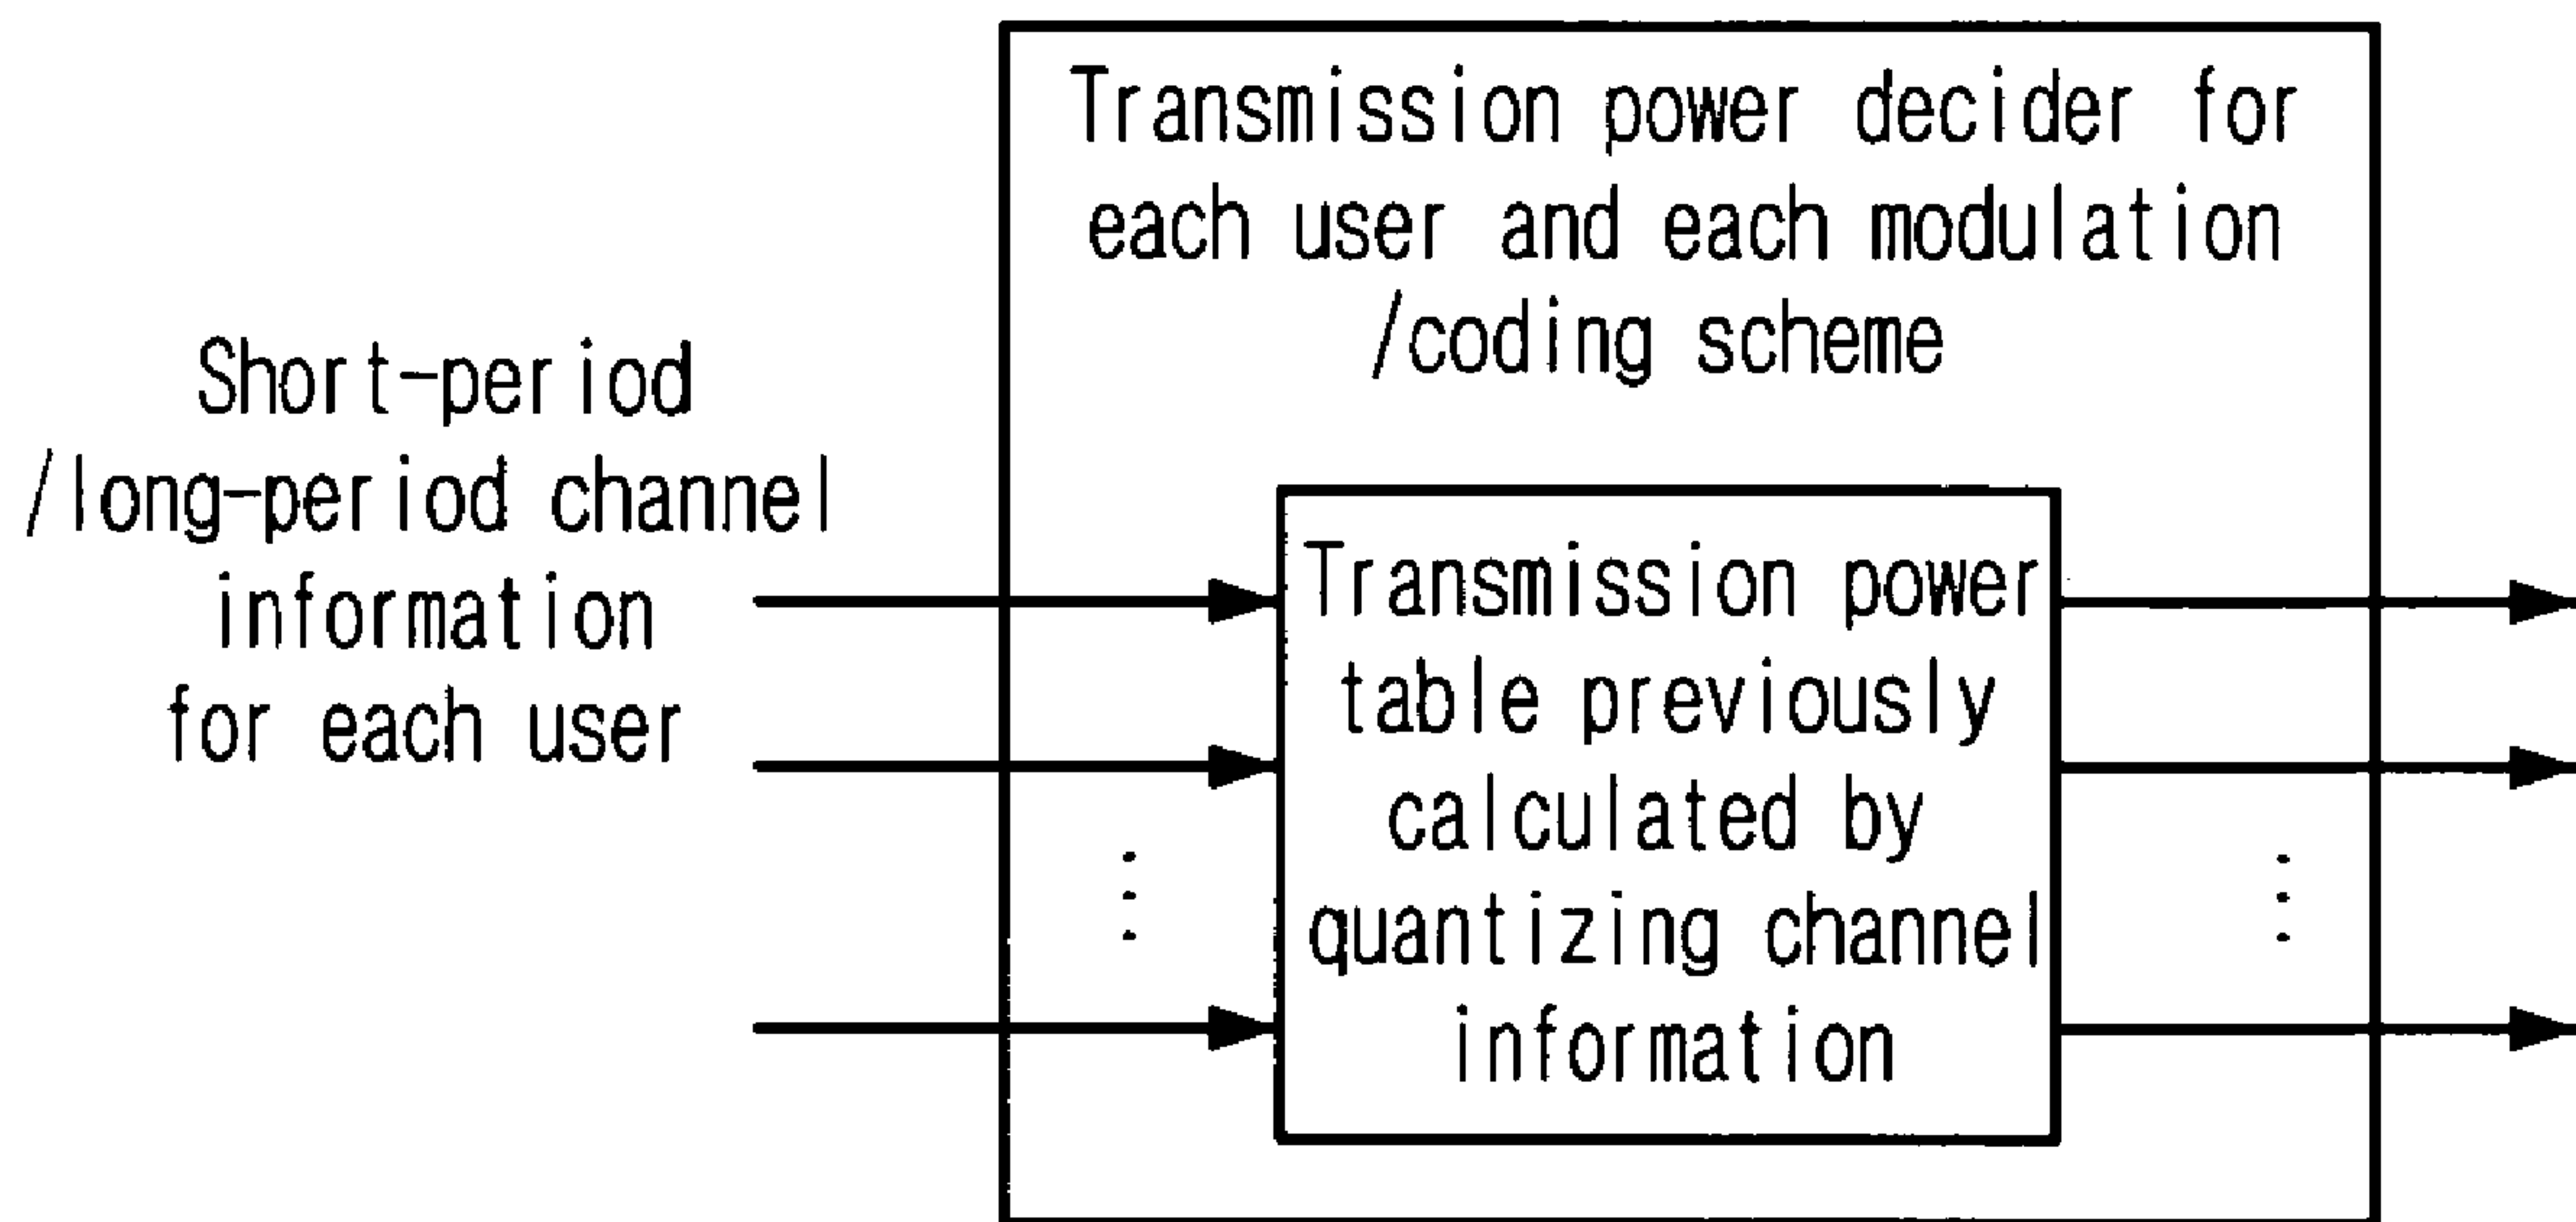 Transmission power decider for
each user and each modulation
/coding scheme
Short-period
/long-period channel
information
for each user
Transmission power
table previously
calculated by
quantizing channel
information